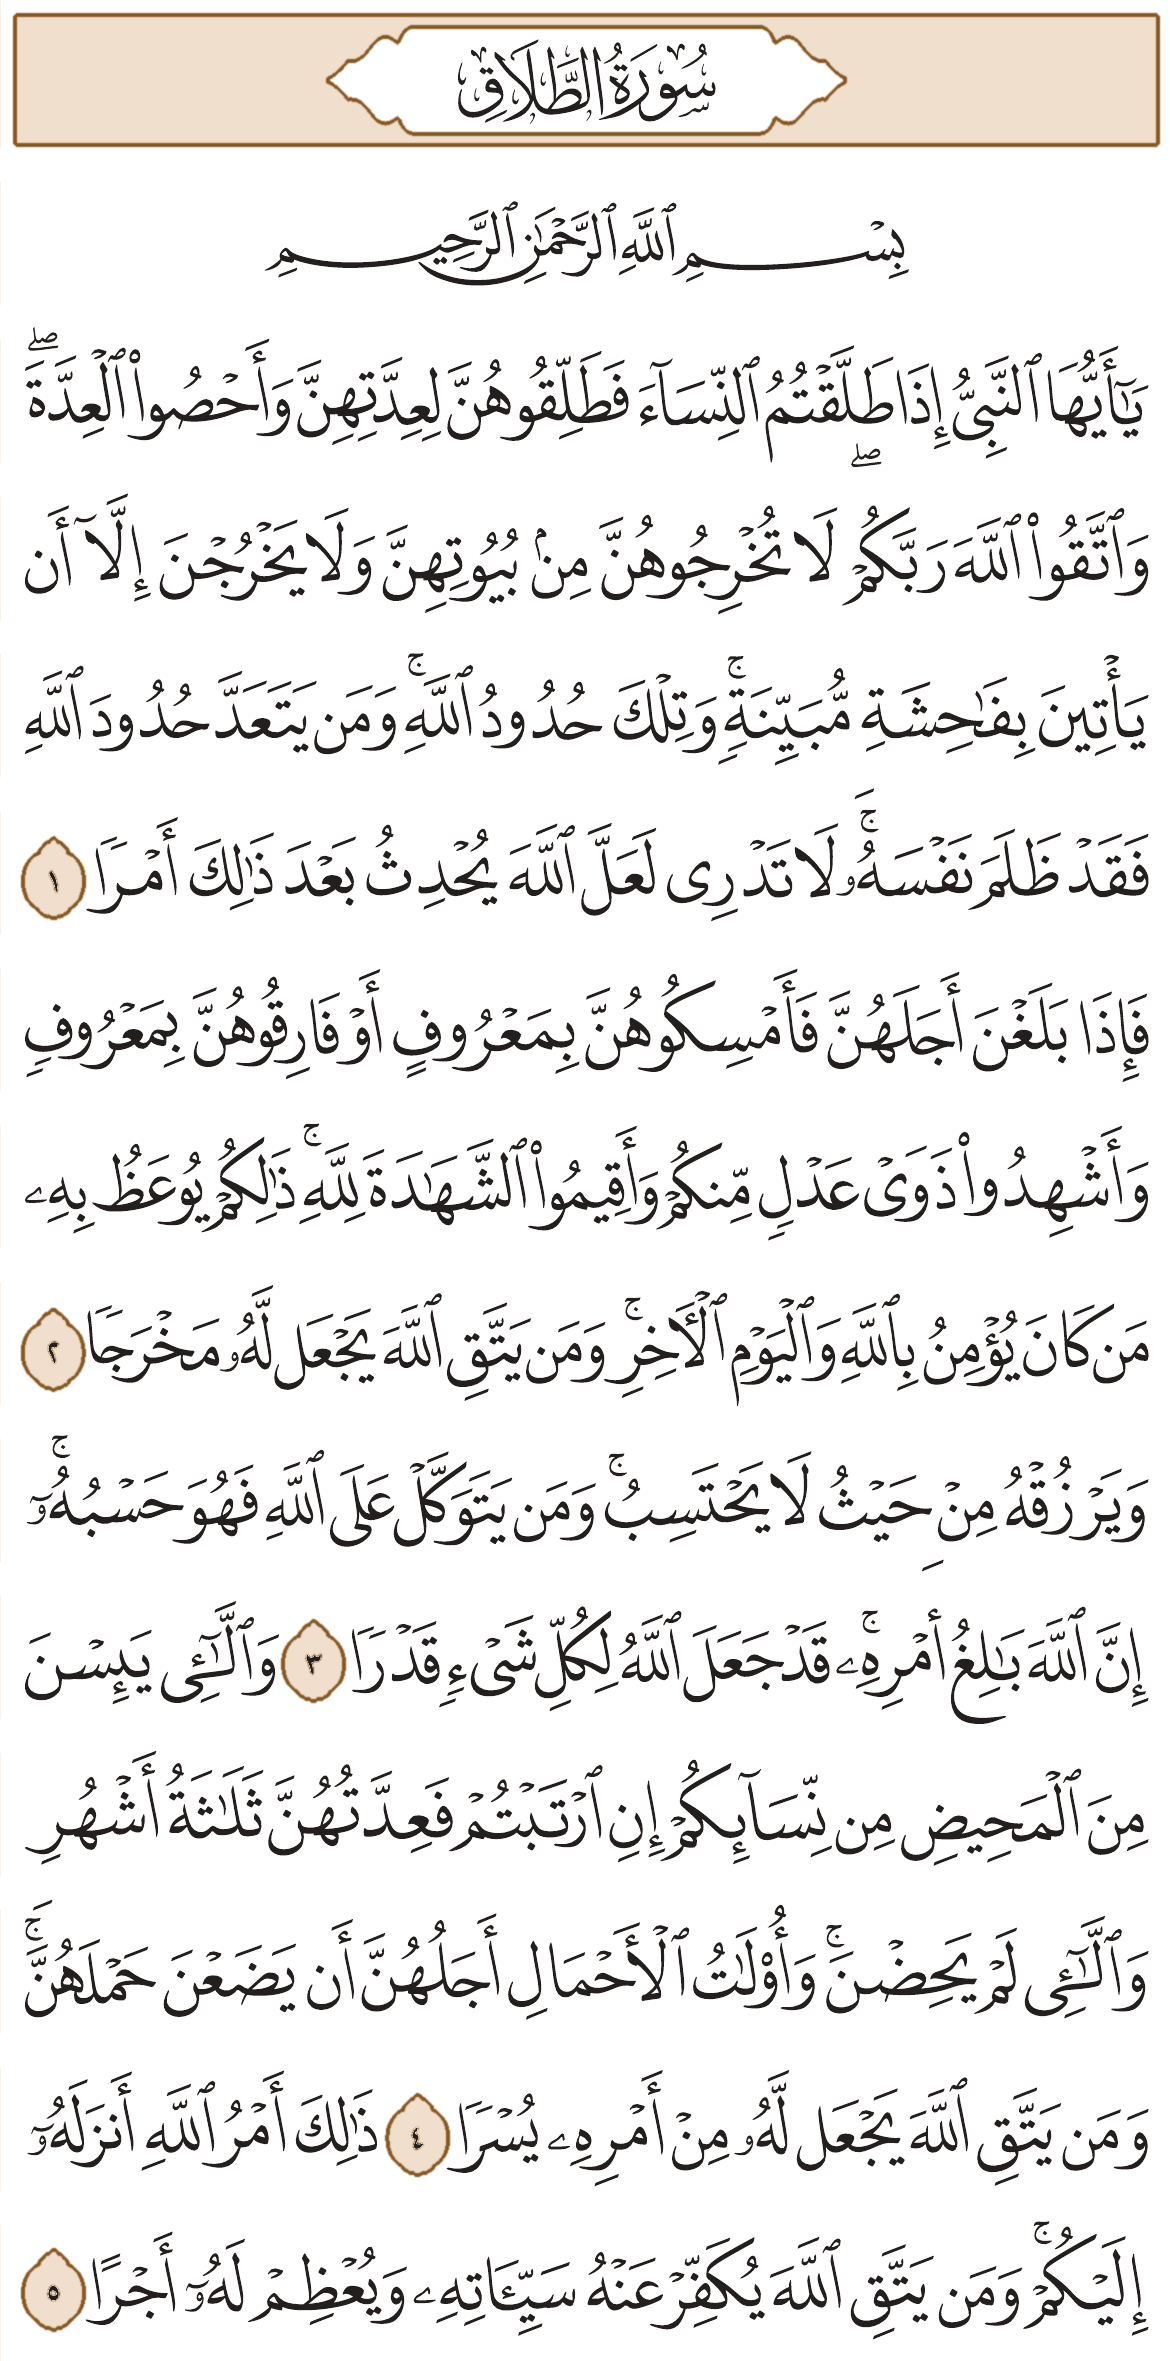 سُورَةُ الطَّلَاقِ
بِسْمِ ٱللَّهِ ٱلرَّحْمَٰنِ ٱلرَّحِيمِ
يَٰٓأَيُّهَا ٱلنَّبِيُّ إِذَا طَلَّقْتُمُ ٱلنِّسَآءَ فَطَلِّقُوهُنَّ لِعِدَّتِهِنَّ وَأَحْصُوا۟ ٱلْعِدَّةَ ۖ
وَٱتَّقُوا۟ ٱللَّهَ رَبَّكُمْ ۖ لَا تُخْرِجُوهُنَّ مِنۢ بُيُوتِهِنَّ وَلَا يَخْرُجْنَ إِلَّآ أَن
يَأْتِينَ بِفَٰحِشَةٍ مُّبَيِّنَةٍ ۚ وَتِلْكَ حُدُودُ ٱللَّهِ ۚ وَمَن يَتَعَدَّ حُدُودَ ٱللَّهِ
فَقَدْ ظَلَمَ نَفْسَهُۥ ۚ لَا تَدْرِى لَعَلَّ ٱللَّهَ يُحْدِثُ بَعْدَ ذَٰلِكَ أَمْرًا ١
فَإِذَا بَلَغْنَ أَجَلَهُنَّ فَأَمْسِكُوهُنَّ بِمَعْرُوفٍ أَوْ فَارِقُوهُنَّ بِمَعْرُوفٍ
وَأَشْهِدُوا۟ ذَوَىْ عَدْلٍ مِّنكُمْ وَأَقِيمُوا۟ ٱلشَّهَٰدَةَ لِلَّهِ ۚ ذَٰلِكُمْ يُوعَظُ بِهِۦ
مَن كَانَ يُؤْمِنُ بِٱللَّهِ وَٱلْيَوْمِ ٱلْءَاخِرِ ۚ وَمَن يَتَّقِ ٱللَّهَ يَجْعَل لَّهُۥ مَخْرَجًا ٢
وَيَرْزُقْهُ مِنْ حَيْثُ لَا يَحْتَسِبُ ۚ وَمَن يَتَوَكَّلْ عَلَى ٱللَّهِ فَهُوَ حَسْبُهُۥٓ ۚ
إِنَّ ٱللَّهَ بَٰلِغُ أَمْرِهِۦ ۚ قَدْ جَعَلَ ٱللَّهُ لِكُلِّ شَىْءٍ قَدْرًا ٣ وَٱلَّٰٓـِٔى يَئِسْنَ
مِنَ ٱلْمَحِيضِ مِن نِّسَآئِكُمْ إِنِ ٱرْتَبْتُمْ فَعِدَّتُهُنَّ ثَلَٰثَةُ أَشْهُرٍ
وَٱلَّٰٓـِٔى لَمْ يَحِضْنَ ۚ وَأُو۟لَٰتُ ٱلْأَحْمَالِ أَجَلُهُنَّ أَن يَضَعْنَ حَمْلَهُنَّ ۚ
وَمَن يَتَّقِ ٱللَّهَ يَجْعَل لَّهُۥ مِنْ أَمْرِهِۦ يُسْرًا ٤ ذَٰلِكَ أَمْرُ ٱللَّهِ أَنزَلَهُۥٓ
إِلَيْكُمْ ۚ وَمَن يَتَّقِ ٱللَّهَ يُكَفِّرْ عَنْهُ سَيِّـَٔاتِهِۦ وَيُعْظِمْ لَهُۥٓ أَجْرًا ٥